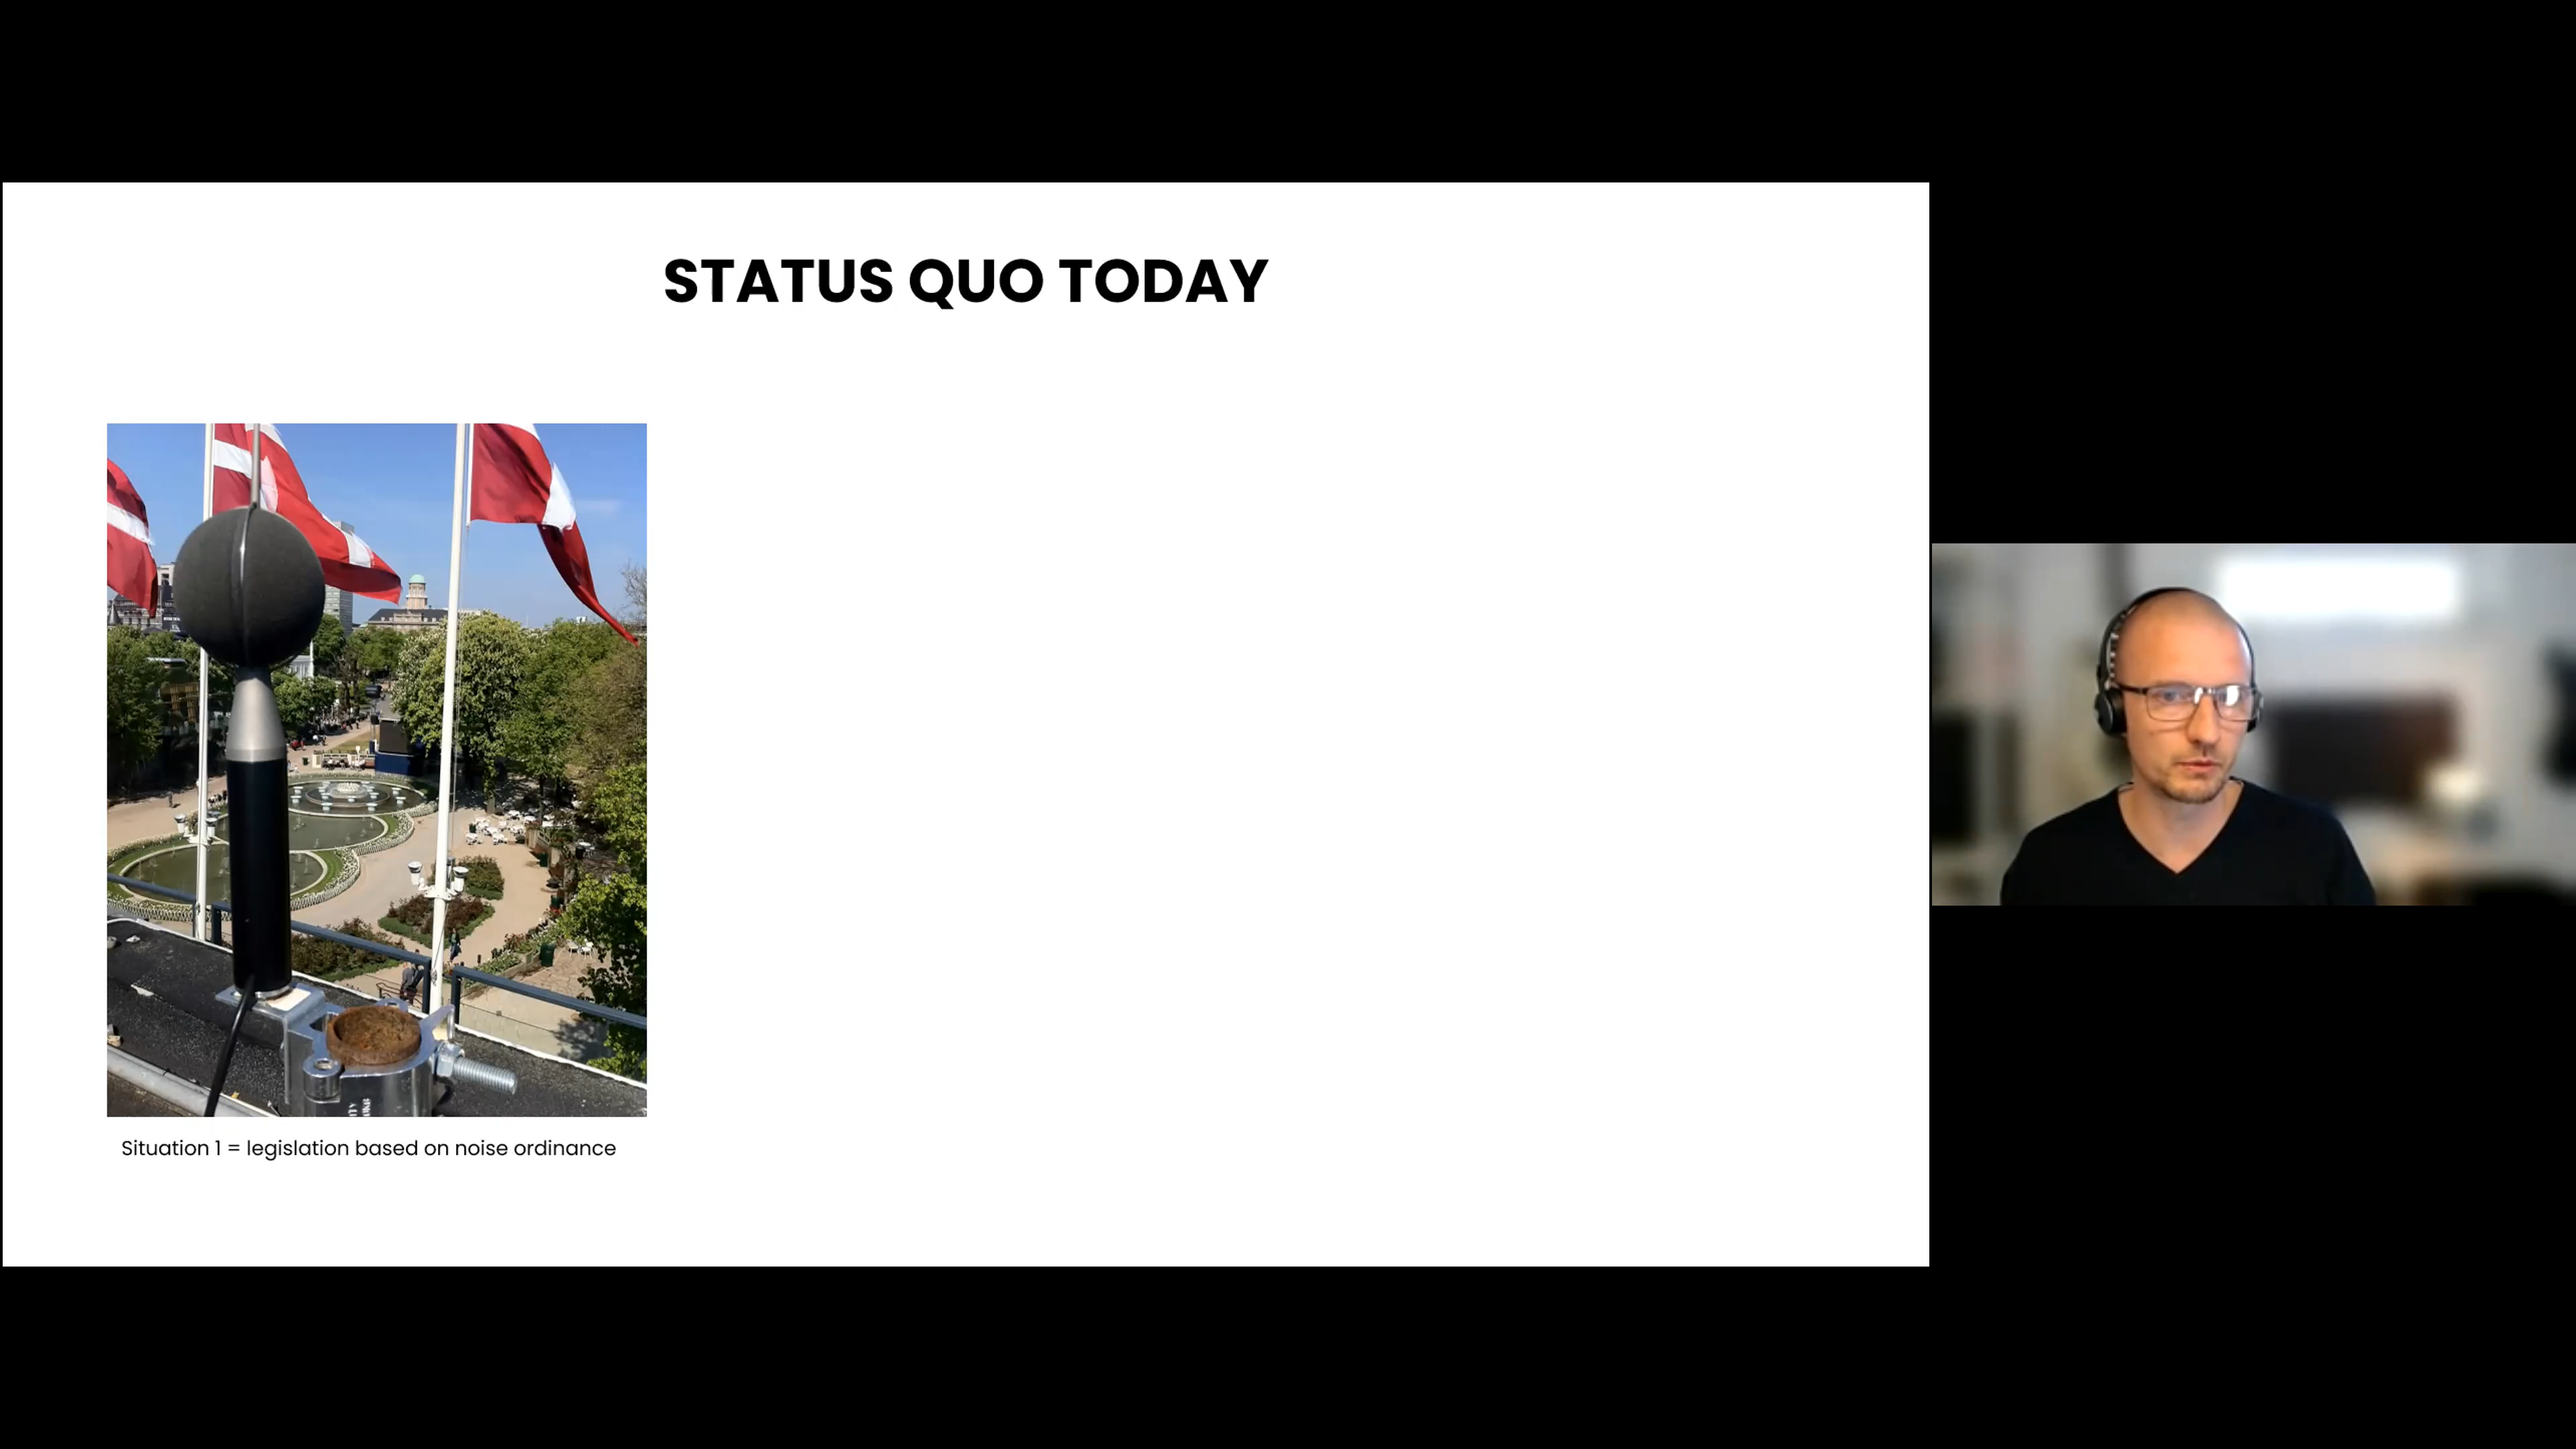 STATUS QUO TODAY
Situation 1 = legislation based on noise ordinance